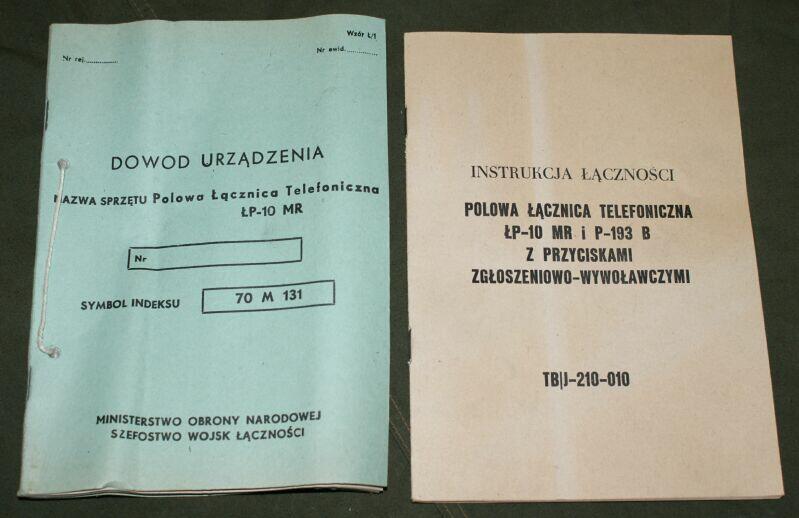 Wzór Ł/1
Nr rej............
Nr ewid..............
DOWOD URZĄDZENIA
NAZWA SPRZĘTU Polowa Łącznica Telefoniczna
ŁP-10 MR
Nr
SYMBOL INDEKSU 70 M 131
MINISTERSTWO OBRONY NARODOWEJ
SZEFOSTWO WOJSK ŁĄCZNOŚCI
INSTRUKCJA ŁĄCZNOŚCI
POLOWA ŁĄCZNICA TELEFONICZNA
ŁP-10 MR i P-193 B
Z PRZYCISKAMI
ZGŁOSZENIOWO-WYWOŁAWCZYMI
TB|J-210-010